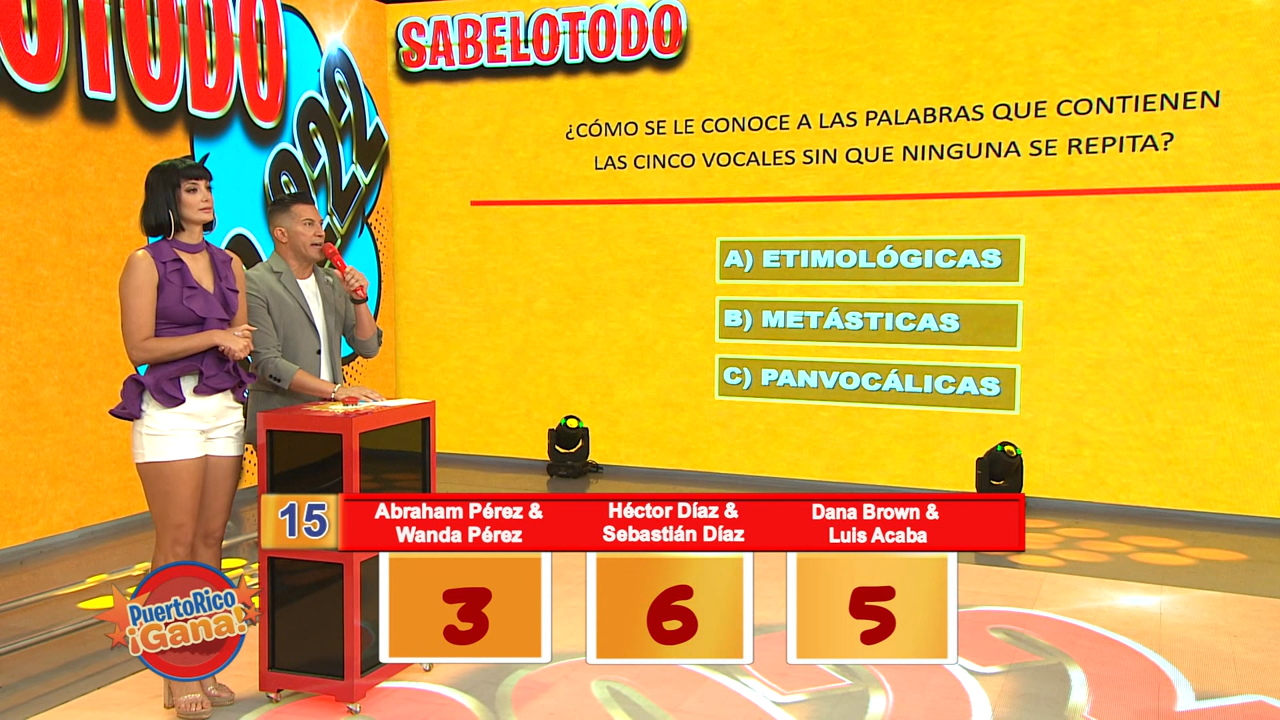 OTODO
2022
SABELOTODO
¿CÓMO SE LE CONOCE A LAS PALABRAS QUE CONTIENEN
LAS CINCO VOCALES SIN QUE NINGUNA SE REPITA?
A) ETIMOLÓGICAS
B) METÁSTICAS
C) PANVOCÁLICAS
15
Abraham Pérez &
Wanda Pérez
Héctor Díaz &
Sebastián Díaz
Dana Brown &
Luis Acaba
3
6
5
PuertoRico
¡Gana!